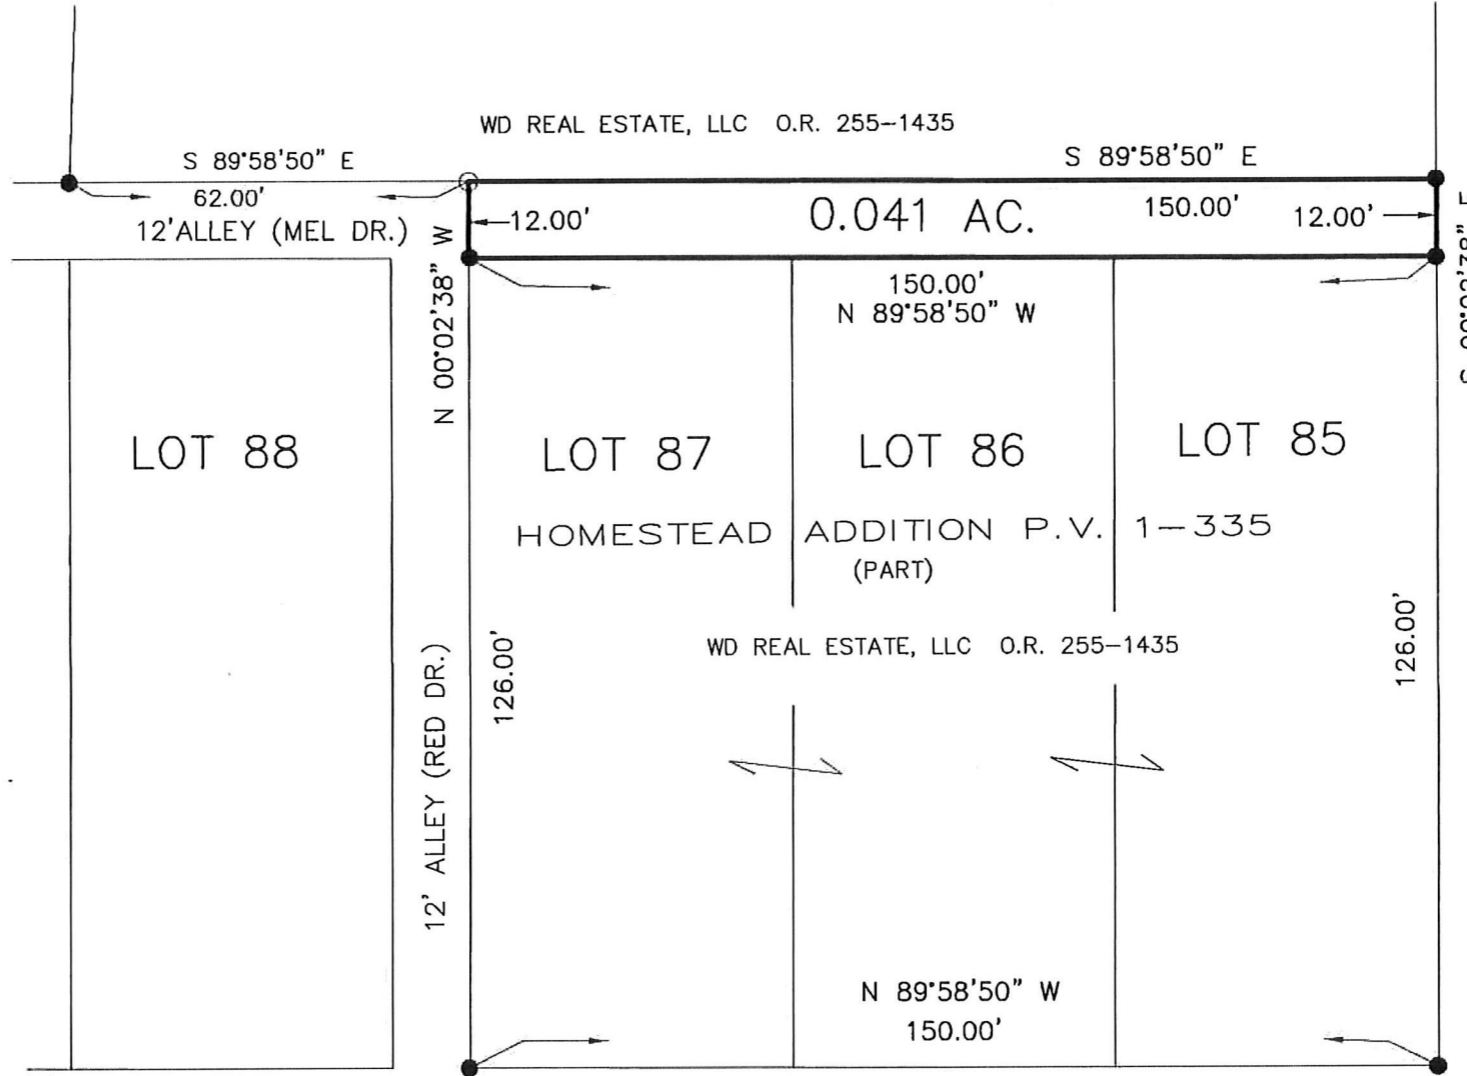 WD REAL ESTATE, LLC O.R. 255-1435
S 89°58'50" E
S 89°58'50" E
62.00'
12.00'
0.041 AC.
150.00'
12.00'
12'ALLEY (MEL DR.)
N 00°02'38" W
S 00°02'38" E
150.00'
N 89°58'50" W
LOT 88
LOT 87
LOT 86
LOT 85
HOMESTEAD ADDITION P.V. 1-335
(PART)
WD REAL ESTATE, LLC O.R. 255-1435
12' ALLEY (RED DR.)
126.00'
126.00'
N 89°58'50" W
150.00'